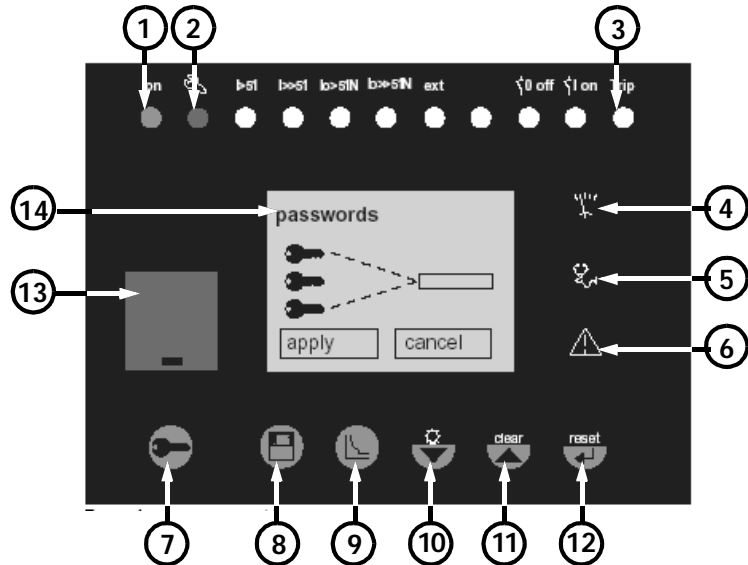 1 2 3
on I>51 I>>51 Io>51N Io>>51N ext 0 off I on Trip
14 passwords 4
13 5
apply cancel 6
clear reset
7 8 9 10 11 12